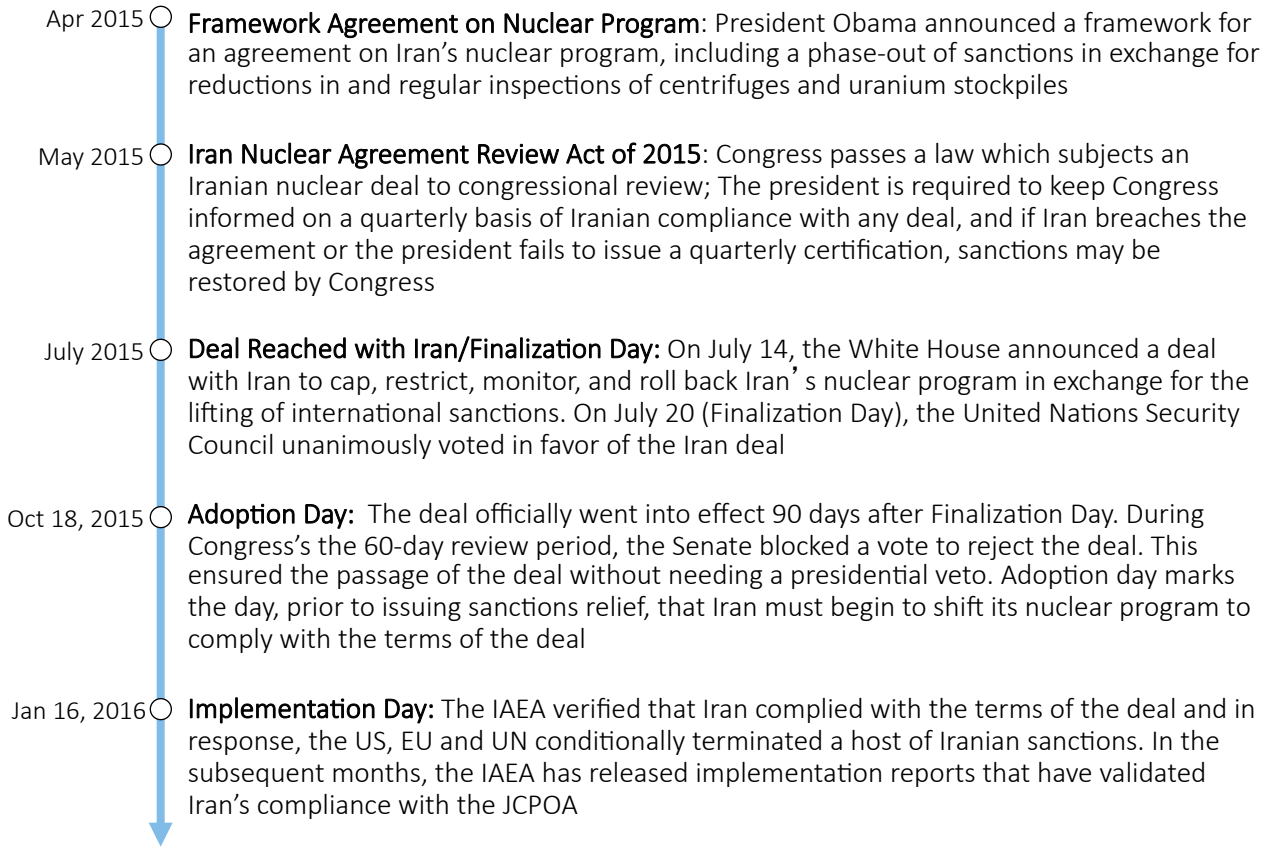 Apr 2015
Framework Agreement on Nuclear Program: President Obama announced a framework for
an agreement on Iran’s nuclear program, including a phase-out of sanctions in exchange for
reductions in and regular inspections of centrifuges and uranium stockpiles
May 2015
Iran Nuclear Agreement Review Act of 2015: Congress passes a law which subjects an
Iranian nuclear deal to congressional review; The president is required to keep Congress
informed on a quarterly basis of Iranian compliance with any deal, and if Iran breaches the
agreement or the president fails to issue a quarterly certification, sanctions may be
restored by Congress
July 2015
Deal Reached with Iran/Finalization Day: On July 14, the White House announced a deal
with Iran to cap, restrict, monitor, and roll back Iran’s nuclear program in exchange for the
lifting of international sanctions. On July 20 (Finalization Day), the United Nations Security
Council unanimously voted in favor of the Iran deal
Oct 18, 2015
Adoption Day: The deal officially went into effect 90 days after Finalization Day. During
Congress’s the 60-day review period, the Senate blocked a vote to reject the deal. This
ensured the passage of the deal without needing a presidential veto. Adoption day marks
the day, prior to issuing sanctions relief, that Iran must begin to shift its nuclear program to
comply with the terms of the deal
Jan 16, 2016
Implementation Day: The IAEA verified that Iran complied with the terms of the deal and in
response, the US, EU and UN conditionally terminated a host of Iranian sanctions. In the
subsequent months, the IAEA has released implementation reports that have validated
Iran’s compliance with the JCPOA